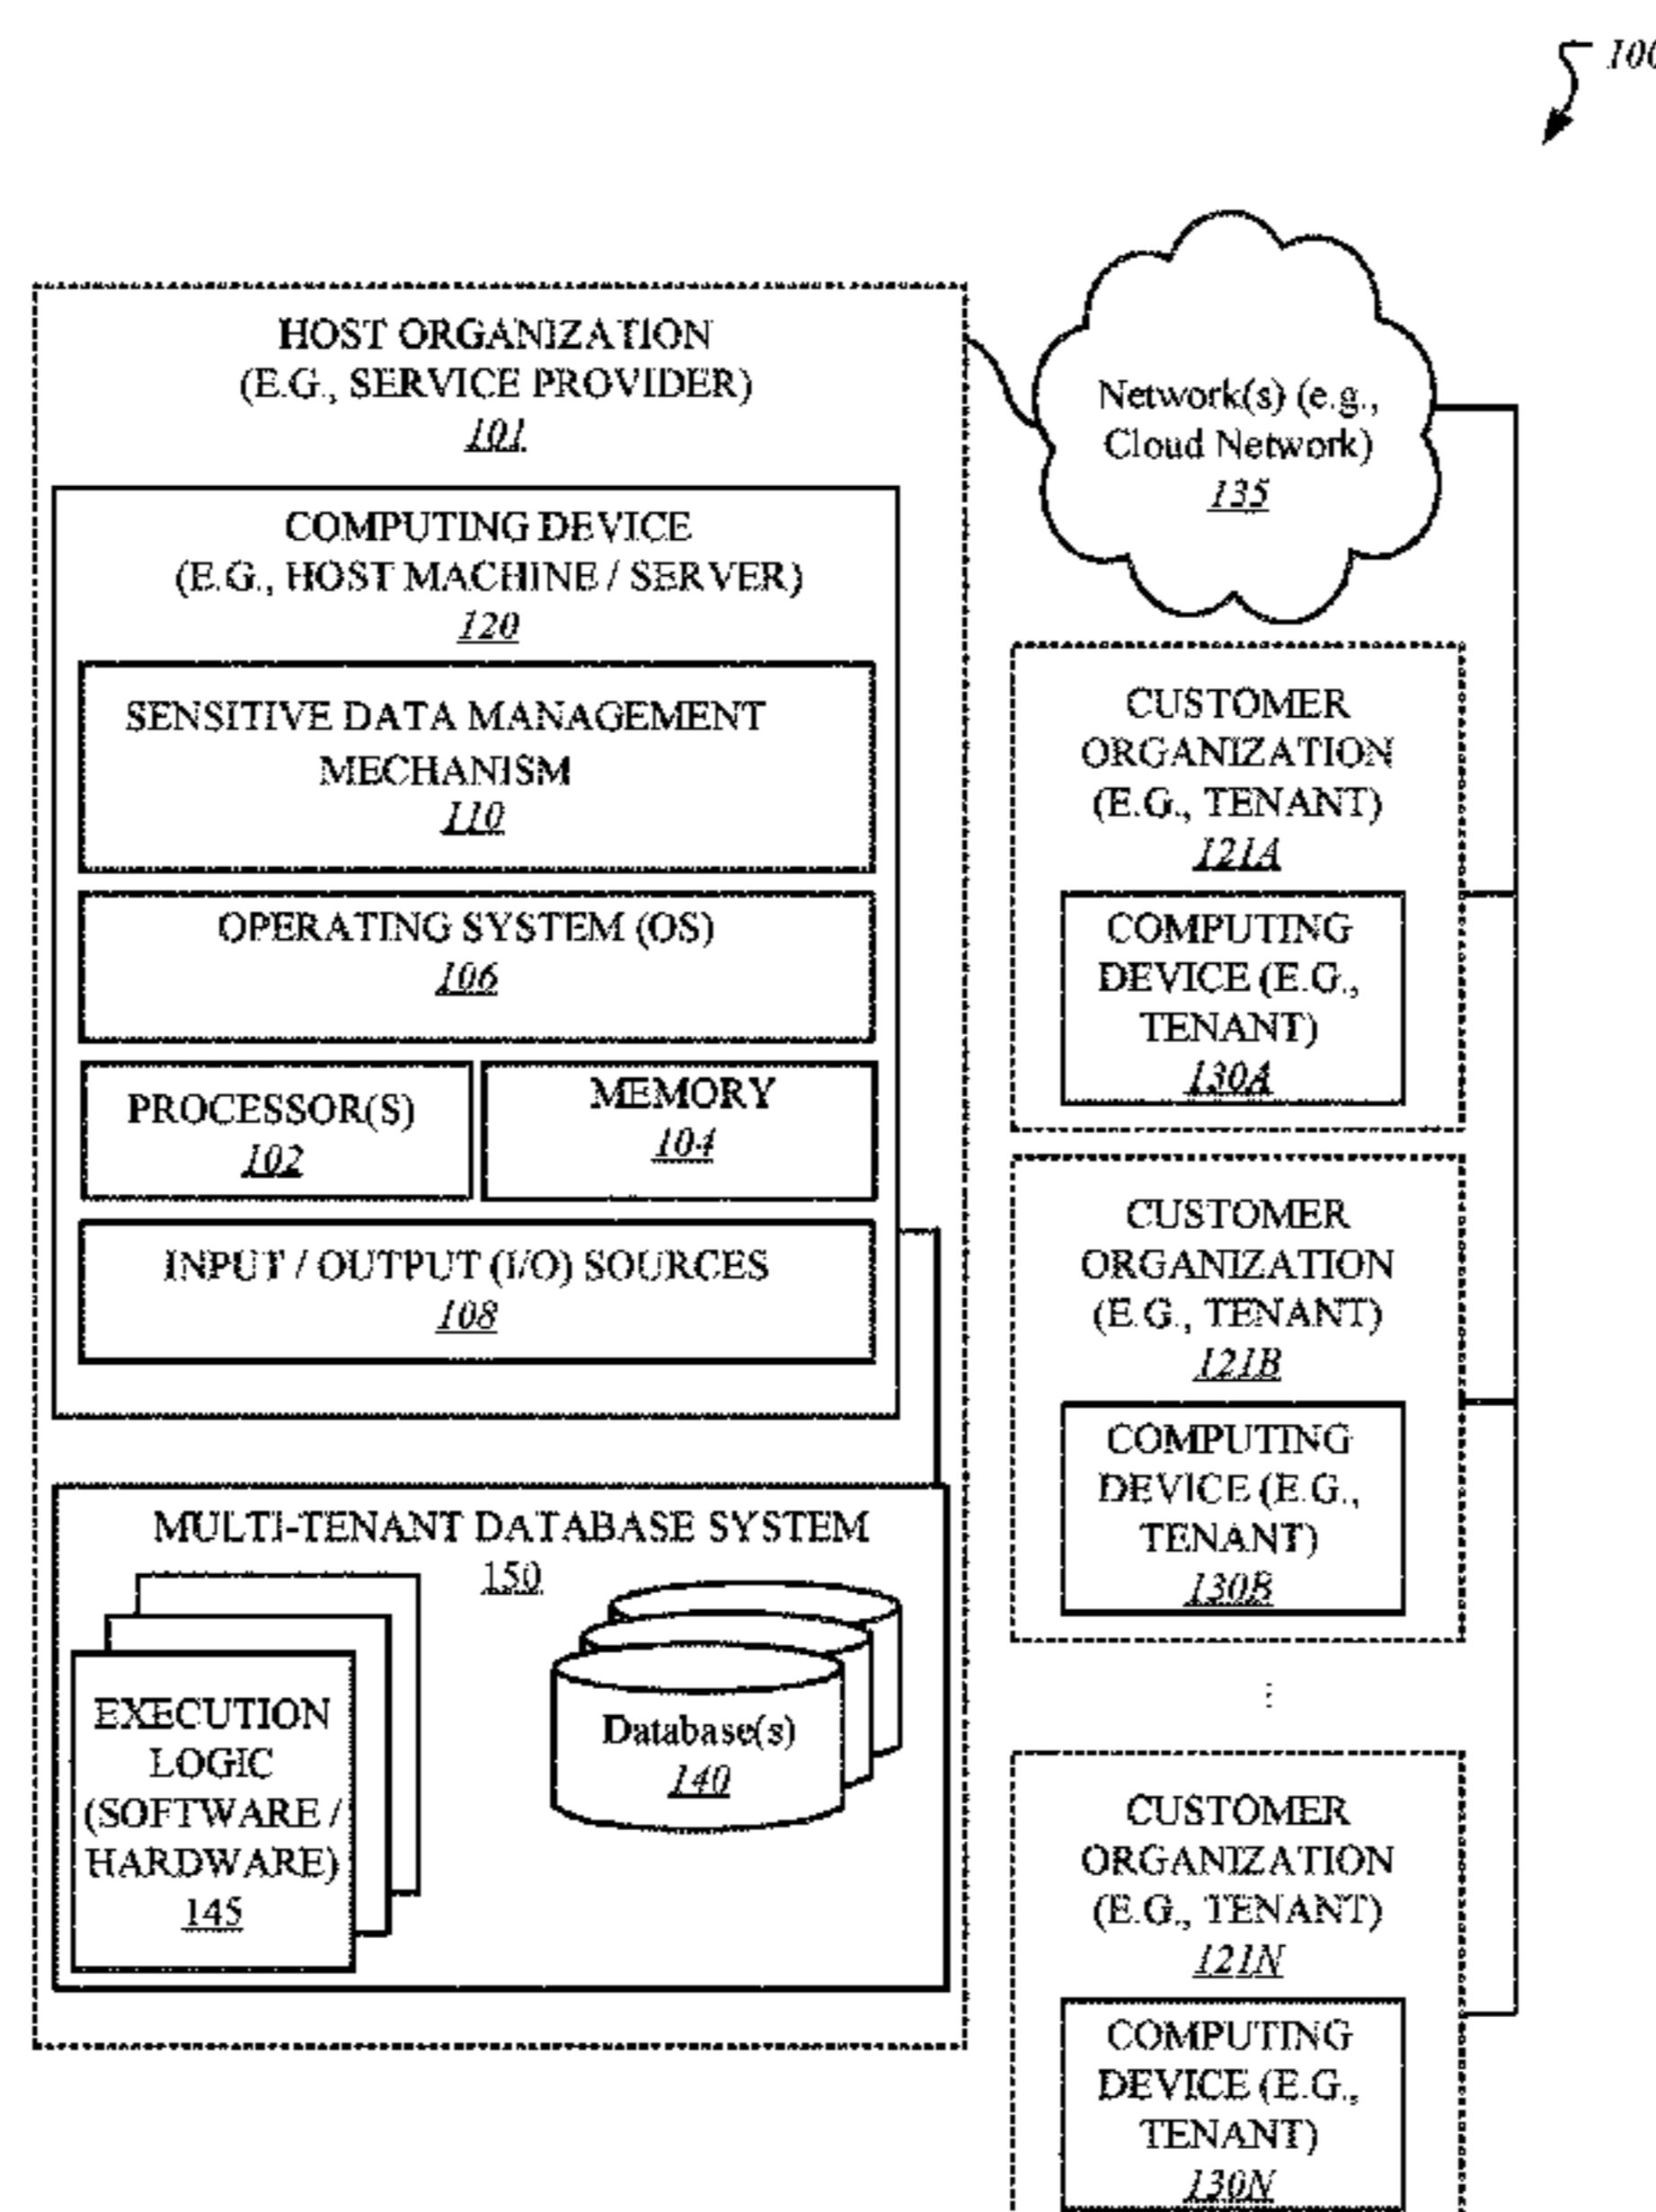 100
HOST ORGANIZATION
(E.G., SERVICE PROVIDER)
101
COMPUTING DEVICE
(E.G., HOST MACHINE / SERVER)
120
SENSITIVE DATA MANAGEMENT
MECHANISM
110
OPERATING SYSTEM (OS)
106
PROCESSOR(S)
102
MEMORY
104
INPUT / OUTPUT (I/O) SOURCES
108
MULTI-TENANT DATABASE SYSTEM
150
EXECUTION
LOGIC
(SOFTWARE /
HARDWARE)
145
Database(s)
140
Network(s) (e.g.,
Cloud Network)
135
CUSTOMER
ORGANIZATION
(E.G., TENANT)
121A
COMPUTING
DEVICE (E.G.,
TENANT)
130A
CUSTOMER
ORGANIZATION
(E.G., TENANT)
121B
COMPUTING
DEVICE (E.G.,
TENANT)
130B
...
CUSTOMER
ORGANIZATION
(E.G., TENANT)
121N
COMPUTING
DEVICE (E.G.,
TENANT)
130N